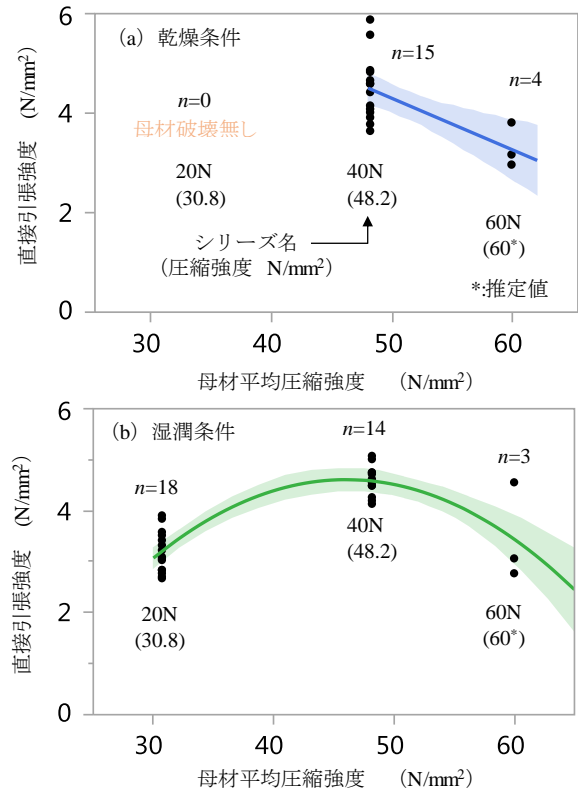 (a) 乾燥条件
n=15
n=4
n=0
母材破壊無し
20N
(30.8)
40N
(48.2)
60N
(60*)
シリーズ名
(圧縮強度 N/mm²)
*:推定値
直接引張強度 (N/mm²)
6
4
2
0
30
40
50
60
母材平均圧縮強度 (N/mm²)
(b) 湿潤条件
n=14
n=3
n=18
40N
(48.2)
20N
(30.8)
60N
(60*)
直接引張強度 (N/mm²)
6
4
2
0
30
40
50
60
母材平均圧縮強度 (N/mm²)